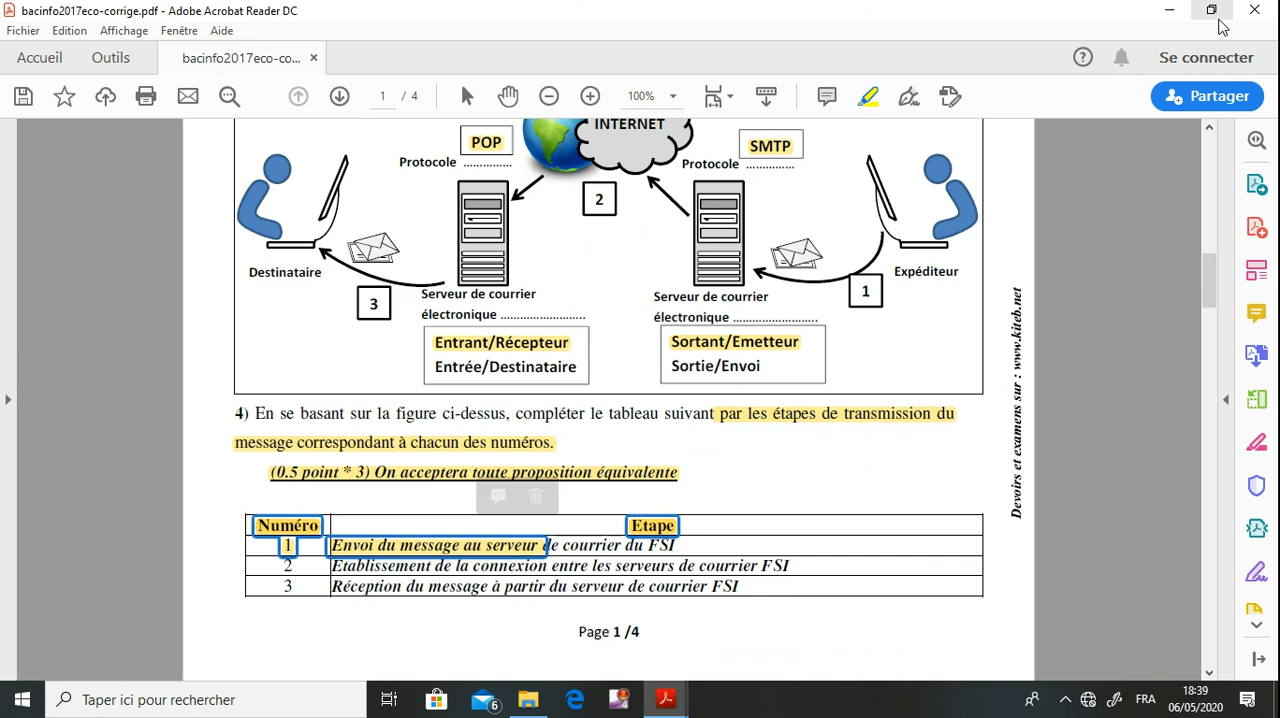 bacinfo2017eco-corrige.pdf - Adobe Acrobat Reader DC
Fichier Edition Affichage Fenêtre Aide
Accueil Outils bacinfo2017eco-co... × Se connecter
1 / 4 100% Partager
INTERNET
POP SMTP
Protocole .............. Protocole ..............
2
Destinataire Expéditeur
3 1
Serveur de courrier
électronique .........................
Serveur de courrier
électronique .........................
Entrant/Récepteur
Entrée/Destinataire
Sortant/Emetteur
Sortie/Envoi
Devoirs et examens sur : www.kiteb.net
4) En se basant sur la figure ci-dessus, compléter le tableau suivant par les étapes de transmission du
message correspondant à chacun des numéros.
(0.5 point * 3) On acceptera toute proposition équivalente
Numéro Etape
1 Envoi du message au serveur de courrier du FSI
2 Etablissement de la connexion entre les serveurs de courrier FSI
3 Réception du message à partir du serveur de courrier FSI
Page 1 /4
Taper ici pour rechercher
6
4
FRA
18:39
06/05/2020